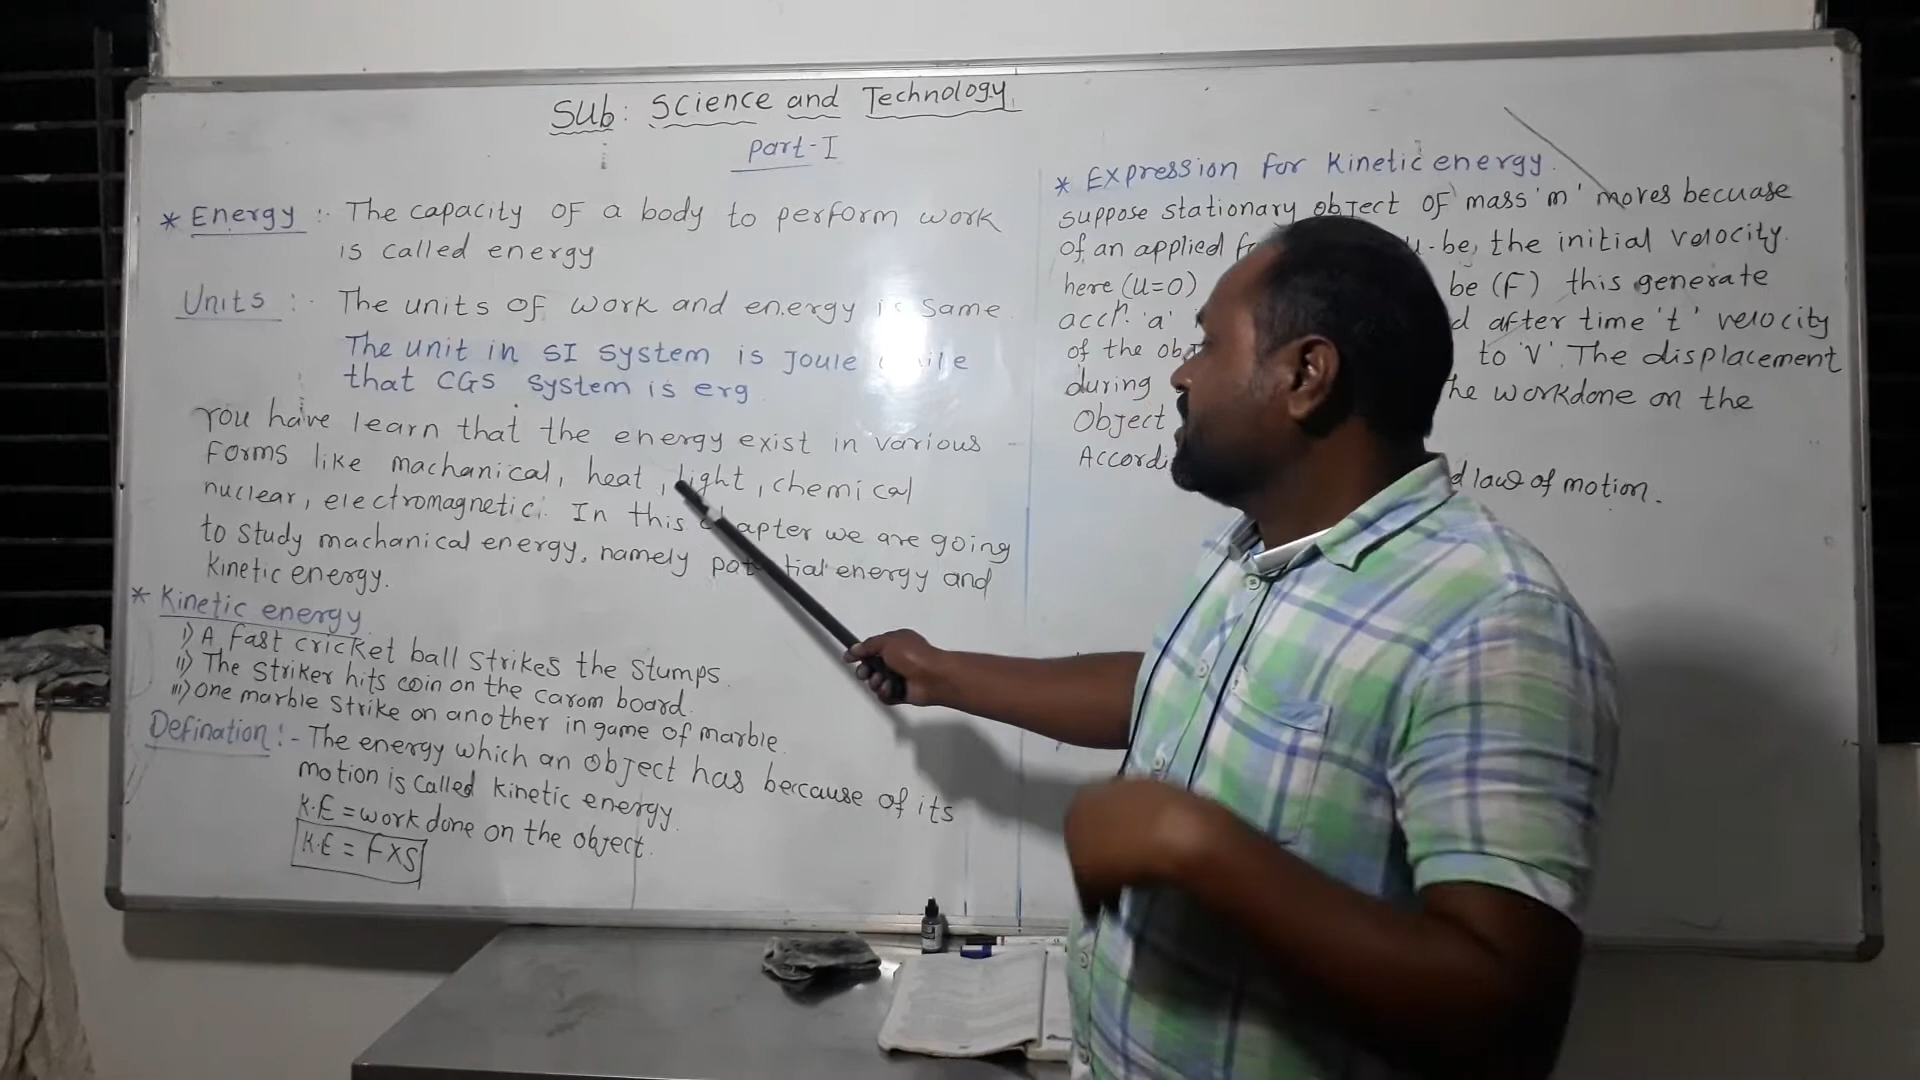 Sub: Science and Technology.
Part-I
* Energy :- The capacity of a body to perform work
is called energy
Units :- The units of work and energy is same
The unit in SI system is Joule
that CGS system is erg
You have learn that the energy exist in various
forms like machanical, heat, light, chemical
nuclear, electromagnetic. In this chapter we are going
to study machanical energy, namely potential energy and
kinetic energy.
* Kinetic energy
i) A fast cricket ball strikes the stumps.
ii) The striker hits coin on the carom board.
iii) one marble strike on another in game of marble.
Defination :- The energy which an object has beccause of its
motion is called kinetic energy.
K.E = work done on the object.
K.E = F×S
* Expression for Kinetic energy.
suppose stationary object of mass 'm' moves becuase
of an applied u-be, the initial velocity.
here (u=0) be (F) this generate
accn. 'a' after time 't' velocity
of the to 'V'. The displacement
during the workdone on the
Object
law of motion.